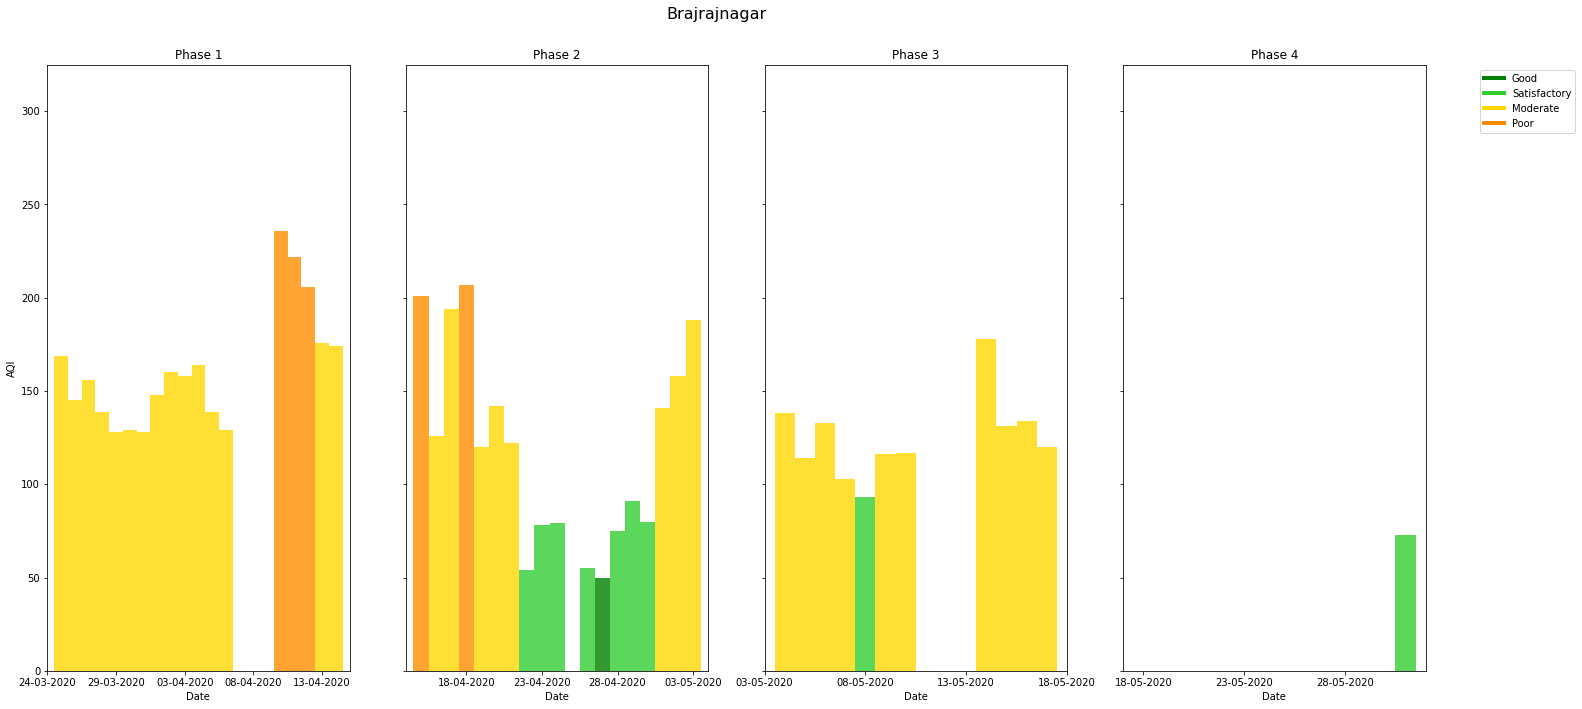 Brajrajnagar
Phase 1
Phase 2
Phase 3
Phase 4
Good
Satisfactory
Moderate
Poor
300
250
200
150
100
50
0
AQI
24-03-2020 29-03-2020 03-04-2020 08-04-2020 13-04-2020
18-04-2020 23-04-2020 28-04-2020 03-05-2020
03-05-2020 08-05-2020 13-05-2020 18-05-2020
18-05-2020 23-05-2020 28-05-2020
Date
Date
Date
Date